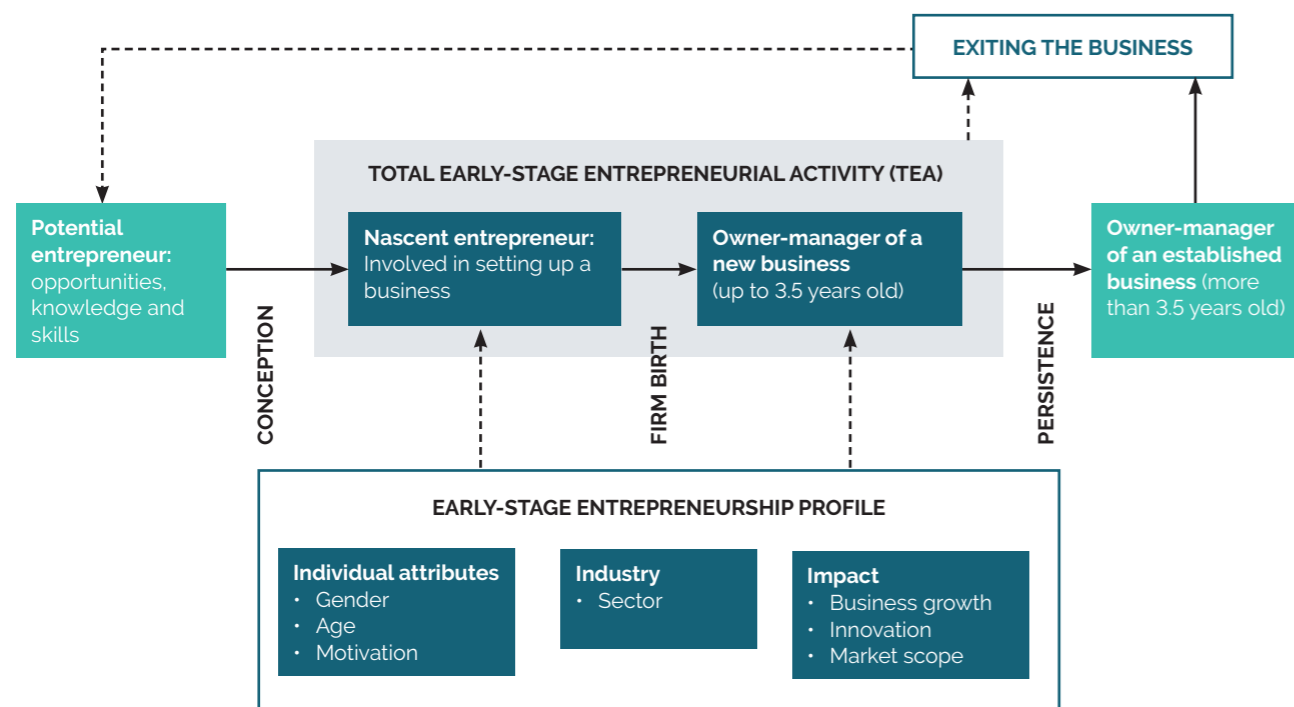 EXITING THE BUSINESS
TOTAL EARLY-STAGE ENTREPRENEURIAL ACTIVITY (TEA)
Potential
entrepreneur:
opportunities,
knowledge and
skills
Nascent entrepreneur:
Involved in setting up a
business
Owner-manager of a
new business
(up to 3.5 years old)
Owner-manager
of an established
business (more
than 3.5 years old)
CONCEPTION
FIRM BIRTH
PERSISTENCE
EARLY-STAGE ENTREPRENEURSHIP PROFILE
Individual attributes
• Gender
• Age
• Motivation
Industry
• Sector
Impact
• Business growth
• Innovation
• Market scope